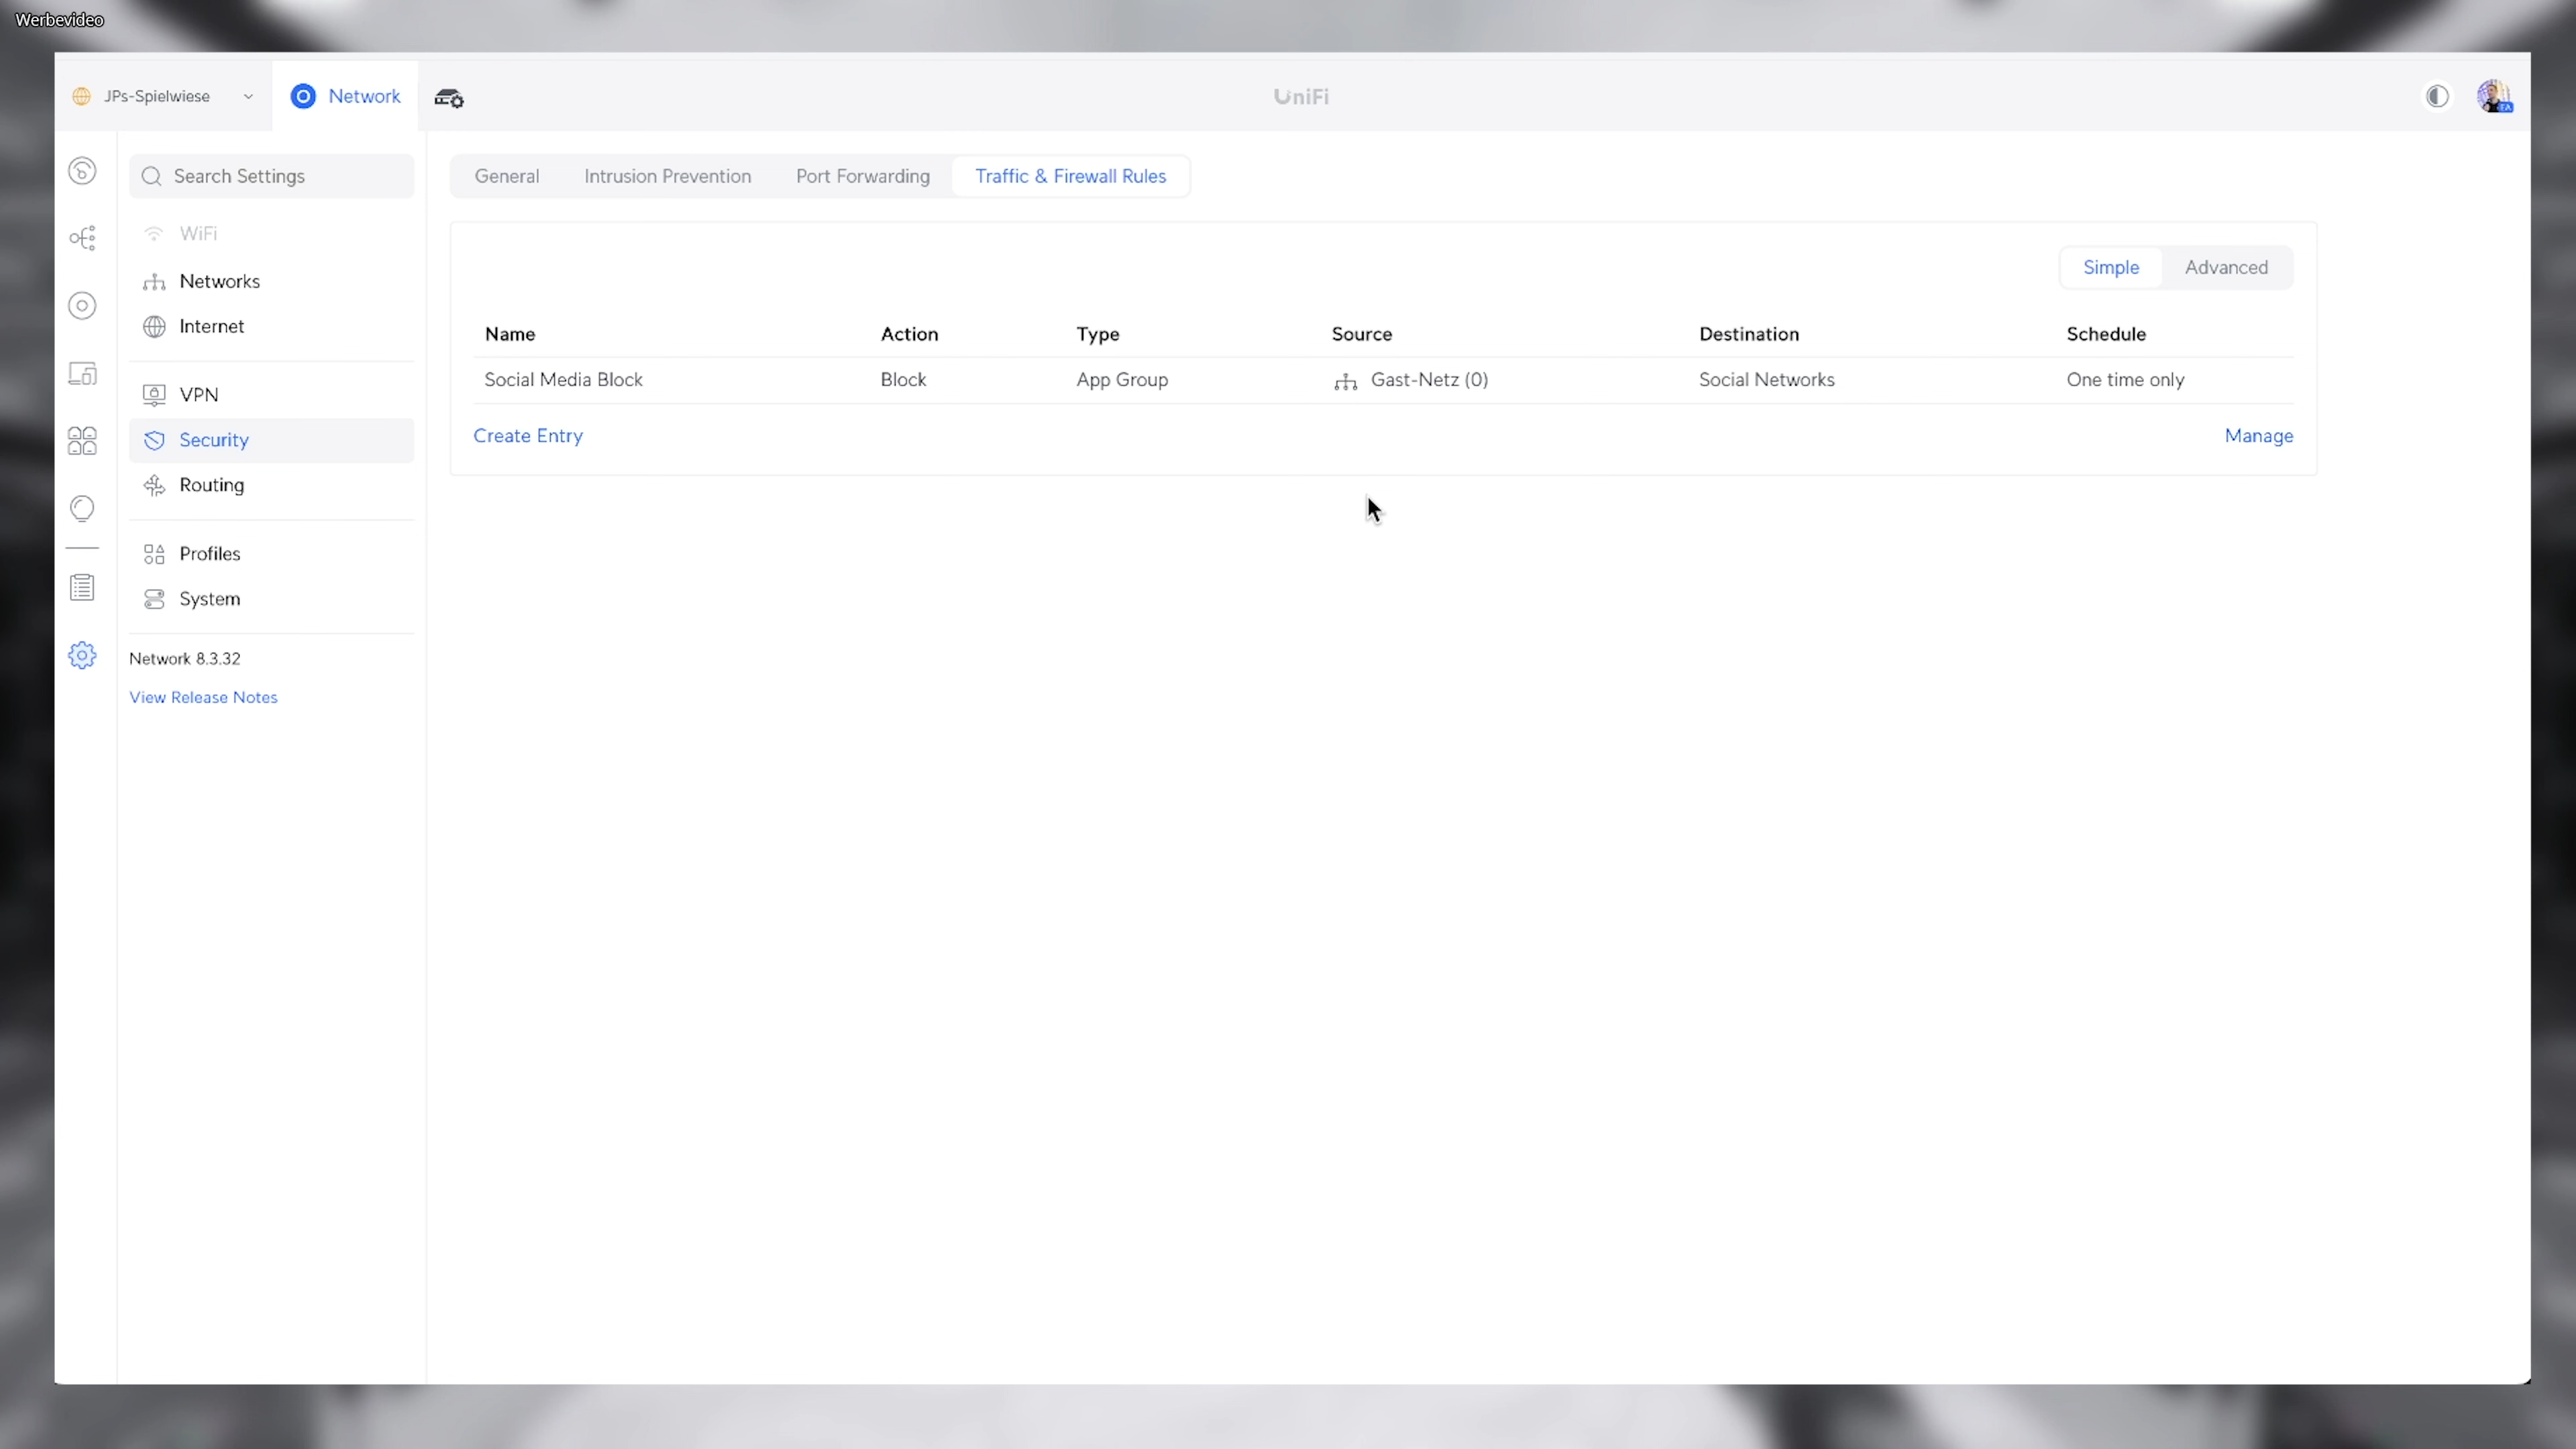 Werbevideo
JPs-Spielwiese
Network
UniFi
Search Settings
General
Intrusion Prevention
Port Forwarding
Traffic & Firewall Rules
WiFi
Networks
Internet
VPN
Security
Routing
Profiles
System
Network 8.3.32
View Release Notes
Simple
Advanced
Name Action Type Source Destination Schedule
Social Media Block Block App Group Gast-Netz (0) Social Networks One time only
Create Entry
Manage